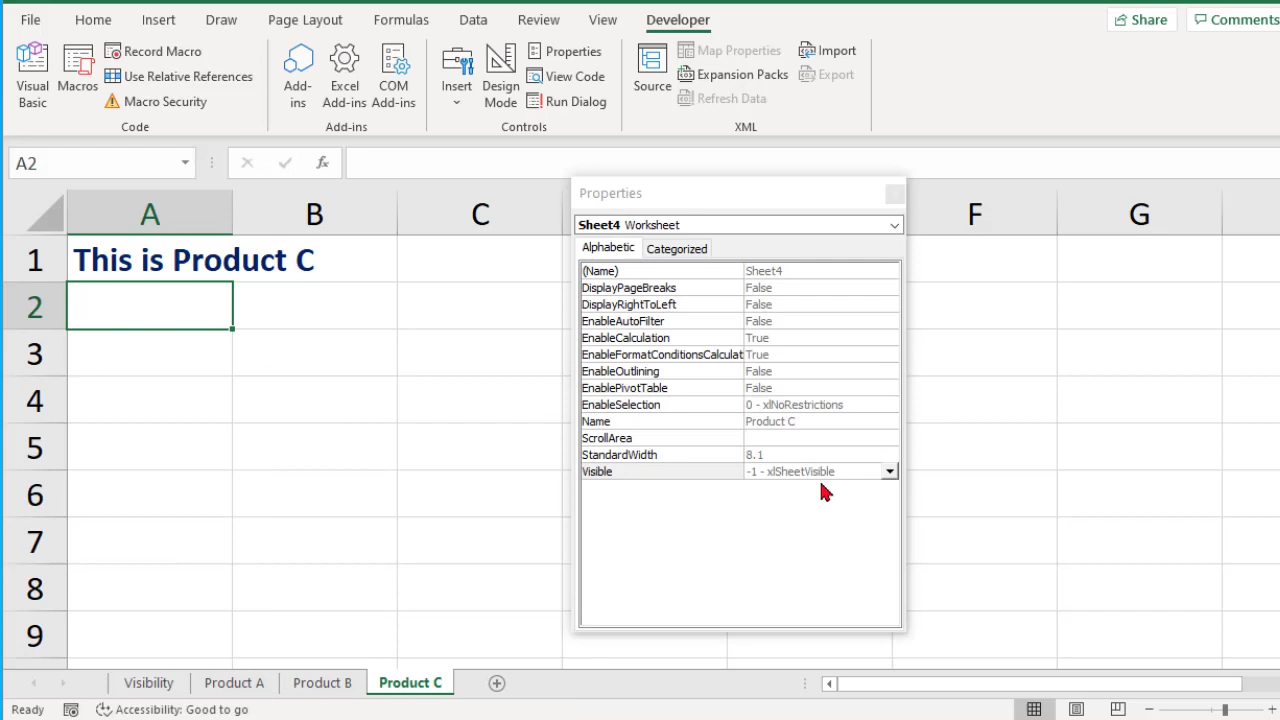 File Home Insert Draw Page Layout Formulas Data Review View Developer Share Comments
Visual Basic
Macros
Record Macro
Use Relative References
Macro Security
Code
Add-ins
Excel Add-ins
COM Add-ins
Add-ins
Insert
Design Mode
Properties
View Code
Run Dialog
Controls
Source
Map Properties
Expansion Packs
Refresh Data
Import
Export
XML
A2 fx
Properties
Sheet4 Worksheet
Alphabetic Categorized
(Name) Sheet4
DisplayPageBreaks False
DisplayRightToLeft False
EnableAutoFilter False
EnableCalculation True
EnableFormatConditionsCalculat True
EnableOutlining False
EnablePivotTable False
EnableSelection 0 - xlNoRestrictions
Name Product C
ScrollArea
StandardWidth 8.1
Visible -1 - xlSheetVisible
A B C F G
1 This is Product C
2
3
4
5
6
7
8
9
Visibility Product A Product B Product C
Ready Accessibility: Good to go